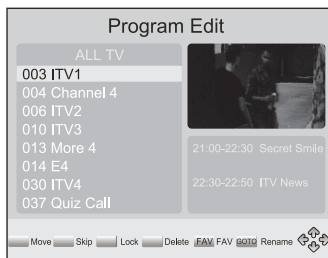 Program Edit
ALL TV
003 ITV1
004 Channel 4
006 ITV2
010 ITV3
013 More 4
014 E4
030 ITV4
037 Quiz Call
21:00-22:30 Secret Smile
22:30-22:50 ITV News
Move Skip Lock Delete FAV FAV GOTO Rename